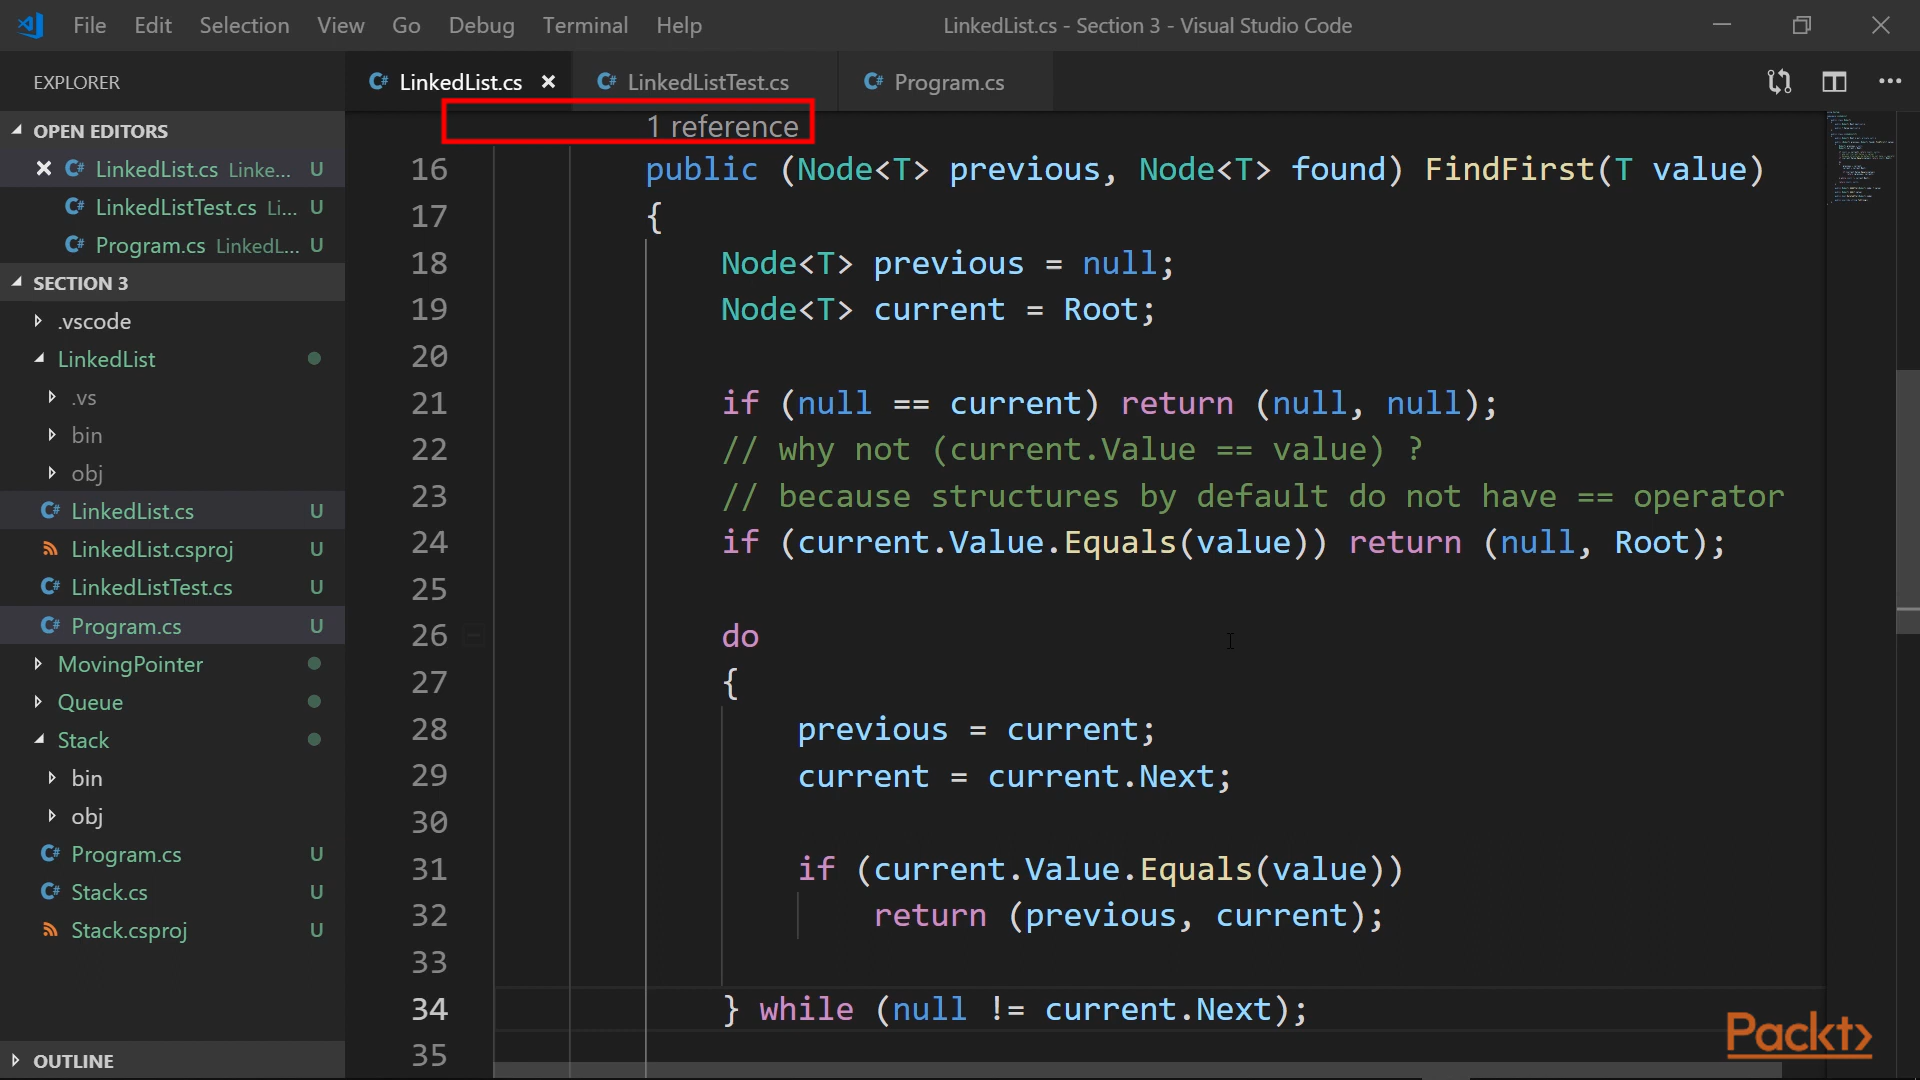 File Edit Selection View Go Debug Terminal Help LinkedList.cs - Section 3 - Visual Studio Code
EXPLORER
LinkedList.cs LinkedListTest.cs Program.cs
OPEN EDITORS
LinkedList.cs Linke... U
LinkedListTest.cs Li... U
Program.cs LinkedL... U
SECTION 3
.vscode
LinkedList
.vs
bin
obj
LinkedList.cs U
LinkedList.csproj U
LinkedListTest.cs U
Program.cs U
MovingPointer
Queue
Stack
bin
obj
Program.cs U
Stack.cs U
Stack.csproj U
OUTLINE
1 reference
16 public (Node<T> previous, Node<T> found) FindFirst(T value)
17 {
18 Node<T> previous = null;
19 Node<T> current = Root;
20
21 if (null == current) return (null, null);
22 // why not (current.Value == value) ?
23 // because structures by default do not have == operator
24 if (current.Value.Equals(value)) return (null, Root);
25
26 do
27 {
28 previous = current;
29 current = current.Next;
30
31 if (current.Value.Equals(value))
32 return (previous, current);
33
34 } while (null != current.Next);
35
Packt>